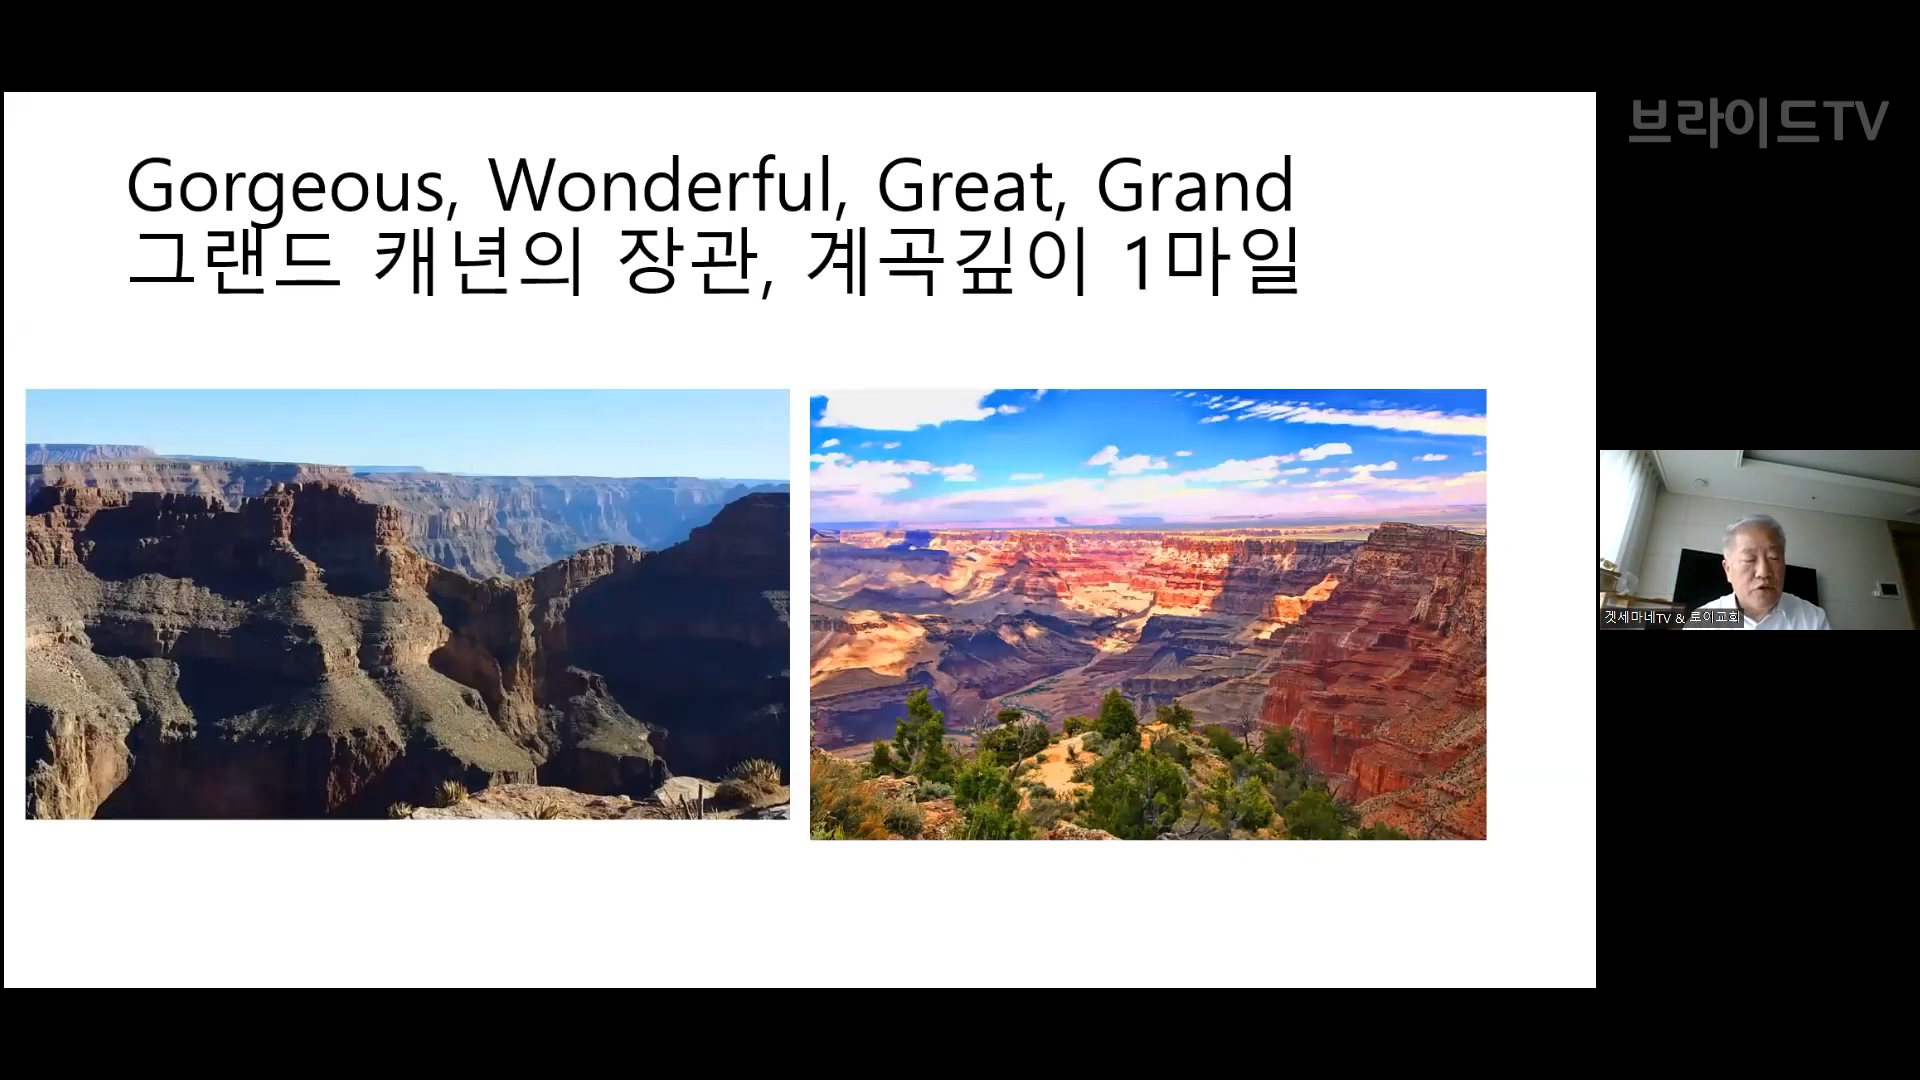 Gorgeous, Wonderful, Great, Grand
그랜드 캐년의 장관, 계곡깊이 1마일
브라이드TV
겟세마네TV & 로이교회